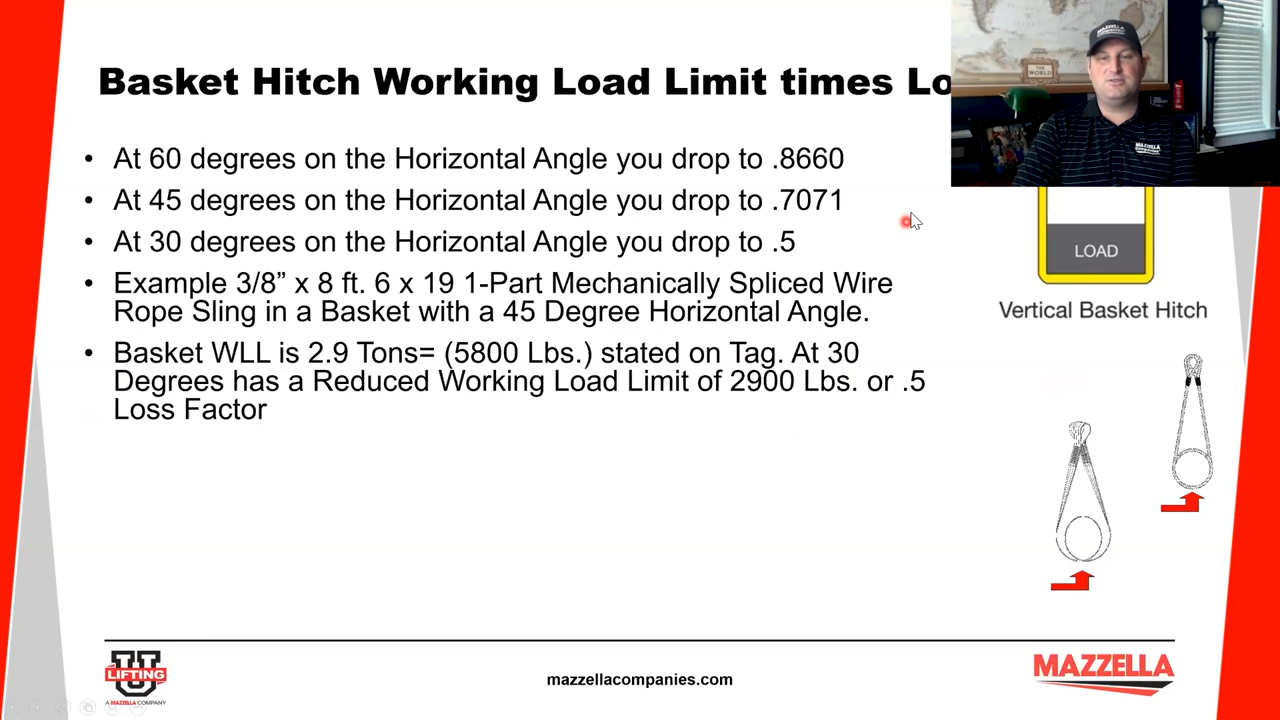 Basket Hitch Working Load Limit times
• At 60 degrees on the Horizontal Angle you drop to .8660
• At 45 degrees on the Horizontal Angle you drop to .7071
• At 30 degrees on the Horizontal Angle you drop to .5
• Example 3/8” x 8 ft. 6 x 19 1-Part Mechanically Spliced Wire
Rope Sling in a Basket with a 45 Degree Horizontal Angle.
• Basket WLL is 2.9 Tons= (5800 Lbs.) stated on Tag. At 30
Degrees has a Reduced Working Load Limit of 2900 Lbs. or .5
Loss Factor
THE
WORLD
MAZZELLA
LOAD
Vertical Basket Hitch
U
LIFTING
A MAZZELLA COMPANY
mazzellacompanies.com
MAZZELLA